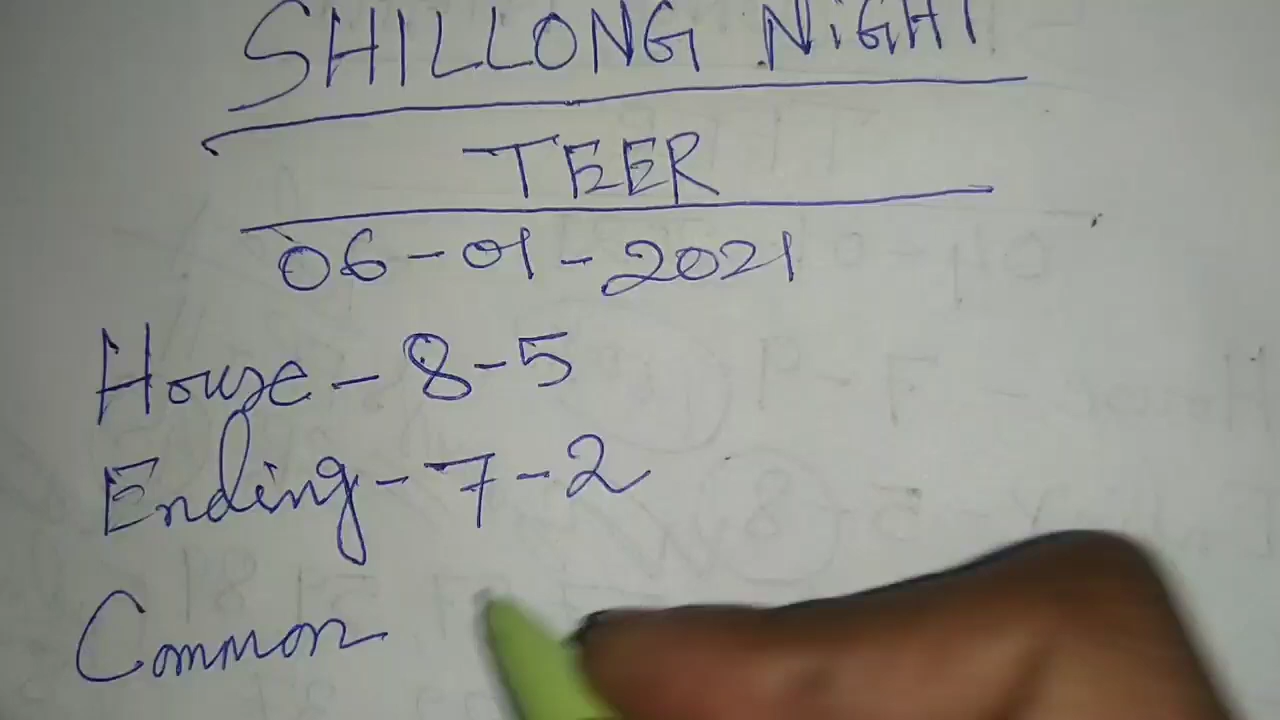 SHILLONG NiGHT
TEER
06-01-2021
House - 8-5
Ending - 7-2
Common